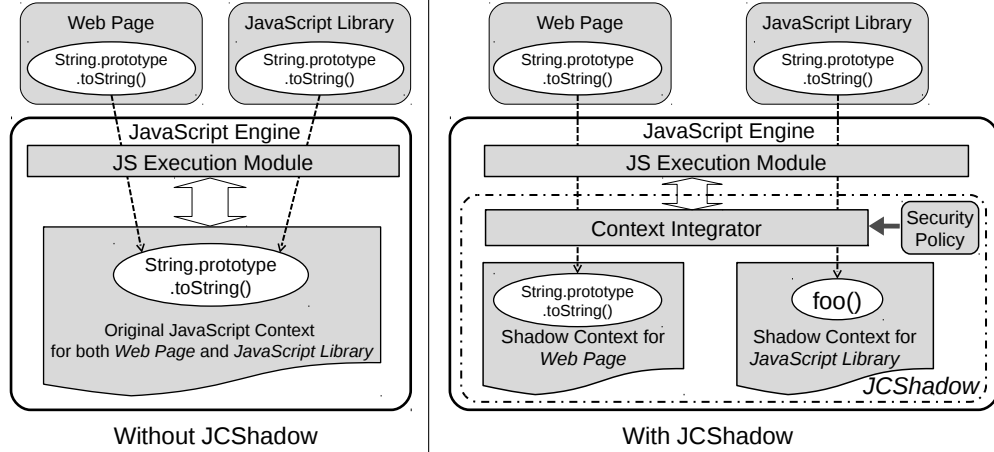 Web Page
String.prototype
.toString()
JavaScript Library
String.prototype
.toString()
JavaScript Engine
JS Execution Module
String.prototype
.toString()
Original JavaScript Context
for both Web Page and JavaScript Library
Without JCShadow
Web Page
String.prototype
.toString()
JavaScript Library
String.prototype
.toString()
JavaScript Engine
JS Execution Module
Context Integrator
Security
Policy
String.prototype
.toString()
Shadow Context for
Web Page
foo()
Shadow Context for
JavaScript Library
JCShadow
With JCShadow